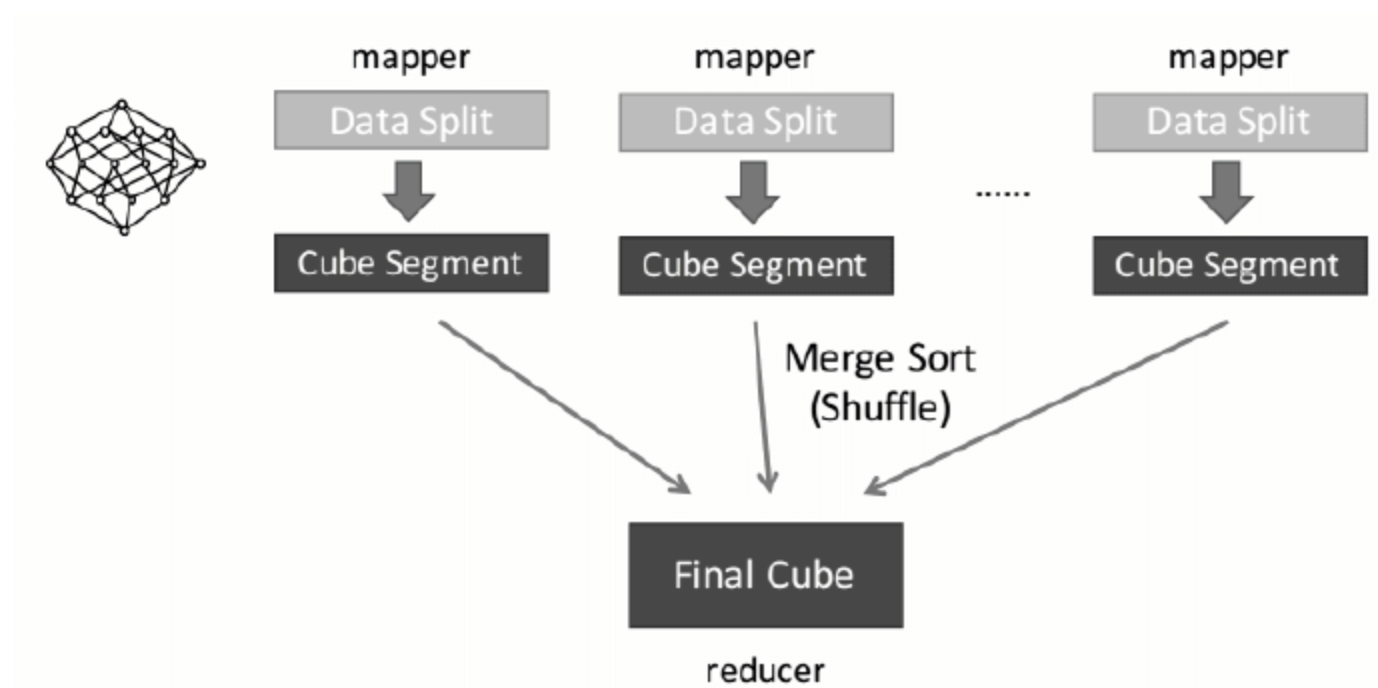 mapper mapper mapper
Data Split Data Split Data Split
......
Cube Segment Cube Segment Cube Segment
Merge Sort
(Shuffle)
Final Cube
reducer